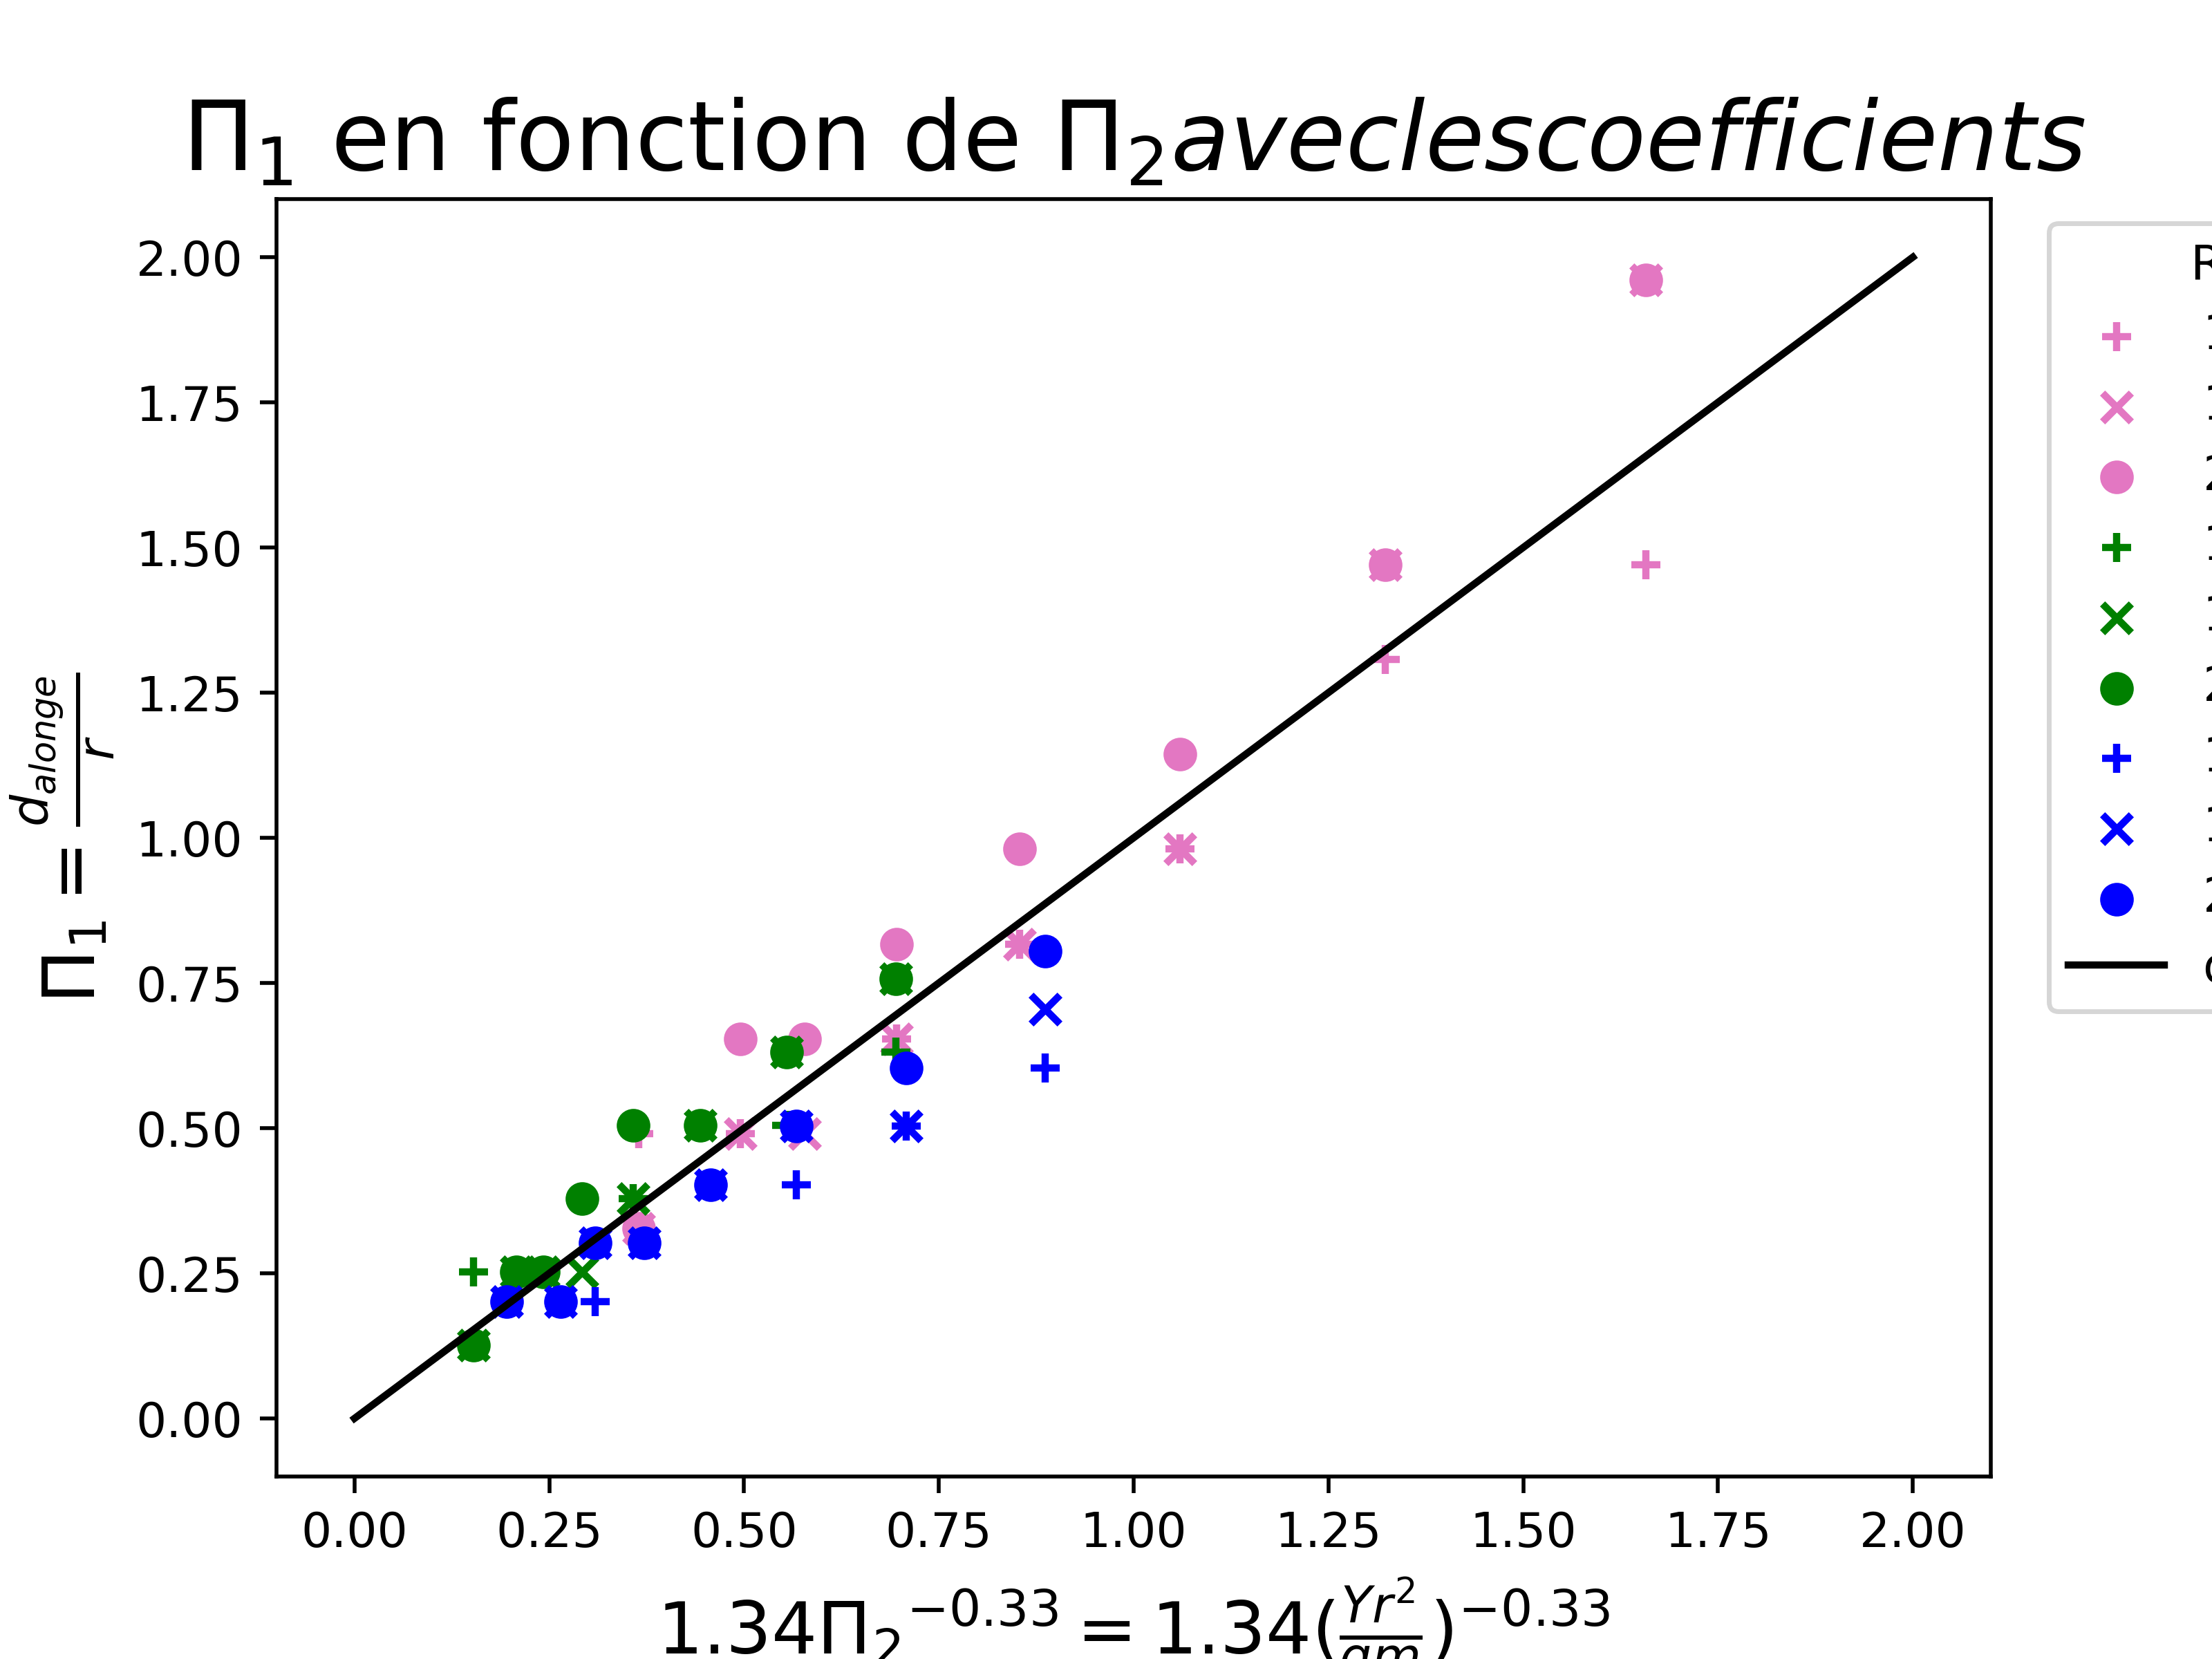 Π₁ en fonction de Π₂aveclescoefficients
2.00
1.75
1.50
1.25
1.00
0.75
0.50
0.25
0.00
Π₁ = d_alonge / r
0.00 0.25 0.50 0.75 1.00 1.25 1.50 1.75 2.00
1.34Π₂^−0.33 = 1.34(Yr²/gm)^−0.33